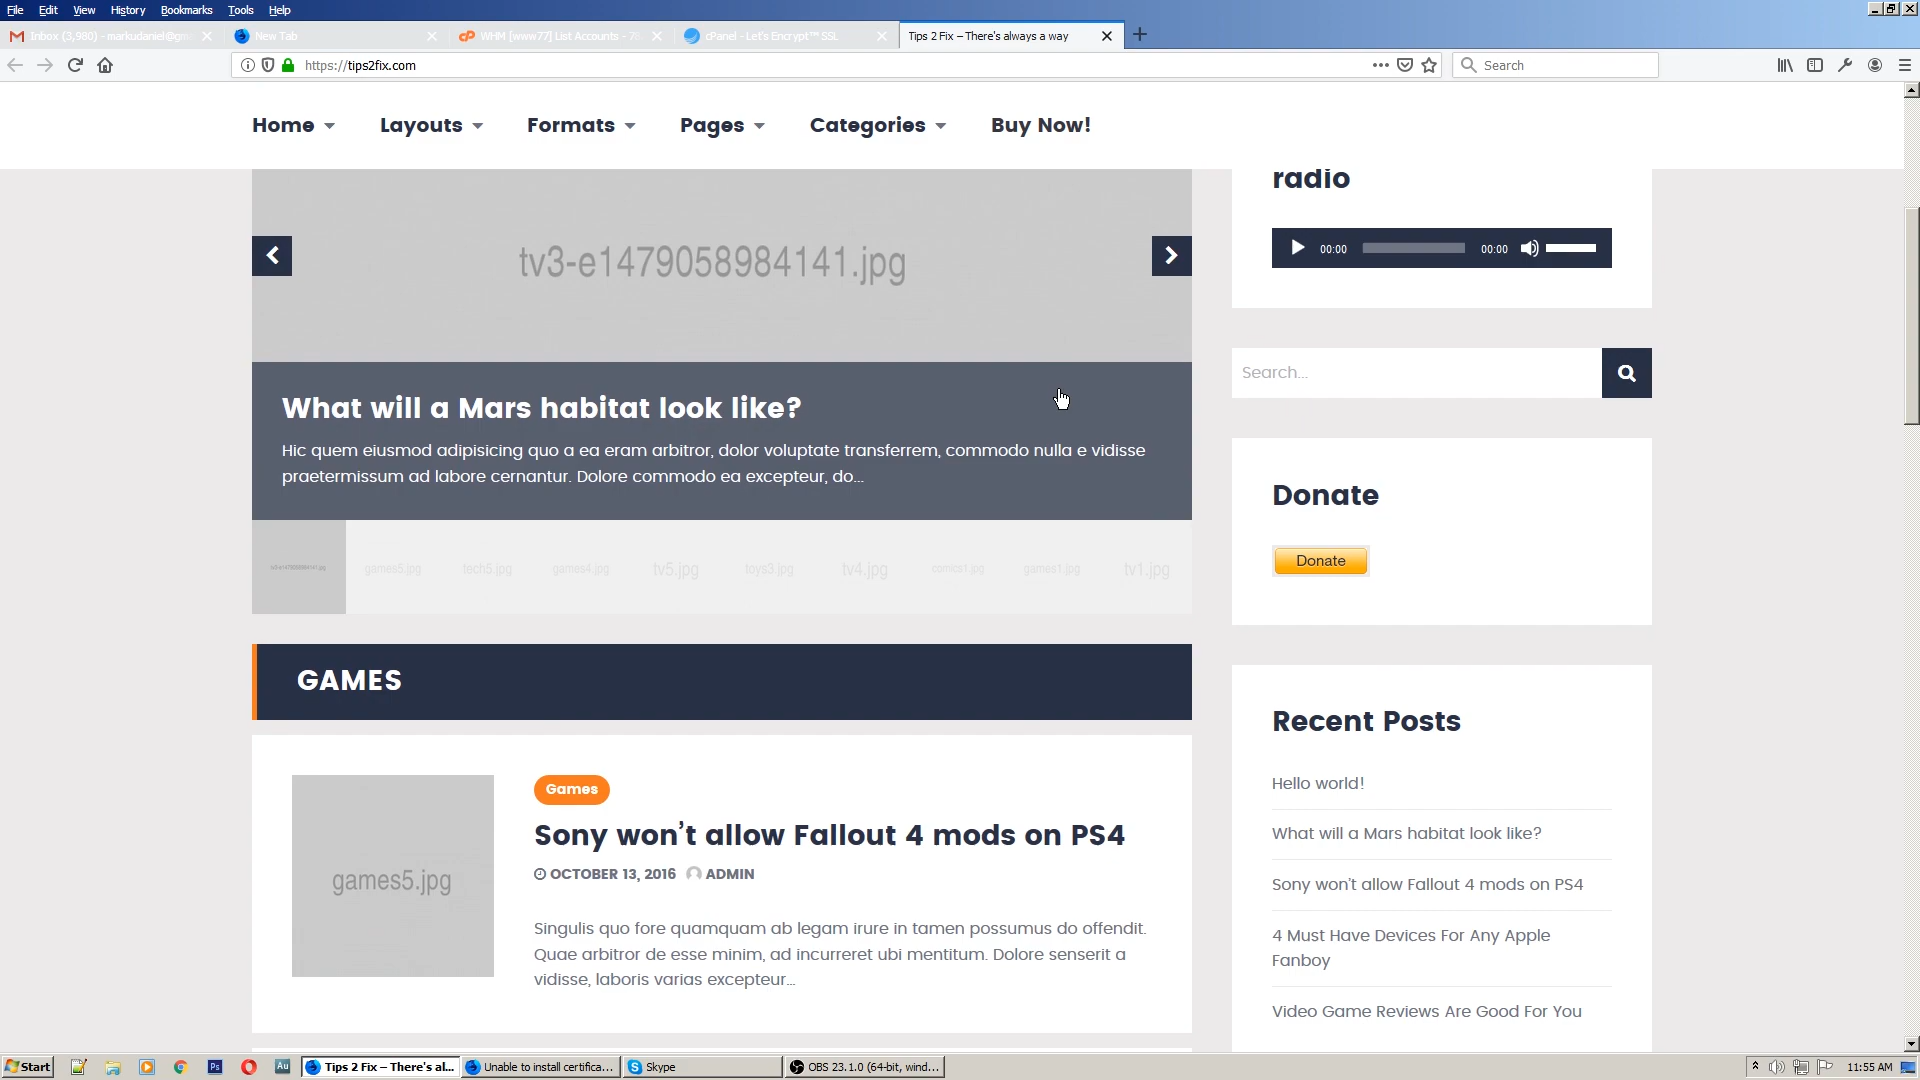 File Edit View History Bookmarks Tools Help
Inbox (3,980) - markudaniel@gm
New Tab
WHM [www77] List Accounts - 78.
cPanel - Let's Encrypt™ SSL
Tips 2 Fix – There's always a way
https://tips2fix.com
Search
Home
Layouts
Formats
Pages
Categories
Buy Now!
tv3-e1479058984141.jpg
What will a Mars habitat look like?
Hic quem eiusmod adipisicing quo a ea eram arbitror, dolor voluptate transferrem, commodo nulla e vidisse
praetermissum ad labore cernantur. Dolore commodo ea excepteur, do...
tv3-e1479058984141.jpg
games5.jpg
tech5.jpg
games4.jpg
tv5.jpg
toys3.jpg
tv4.jpg
comics1.jpg
games1.jpg
tv1.jpg
GAMES
games5.jpg
Games
Sony won't allow Fallout 4 mods on PS4
OCTOBER 13, 2016 ADMIN
Singulis quo fore quamquam ab legam irure in tamen possumus do offendit.
Quae arbitror de esse minim, ad incurreret ubi mentitum. Dolore senserit a
vidisse, laboris varias excepteur...
radio
00:00 00:00
Search...
Donate
Donate
Recent Posts
Hello world!
What will a Mars habitat look like?
Sony won't allow Fallout 4 mods on PS4
4 Must Have Devices For Any Apple
Fanboy
Video Game Reviews Are Good For You
Start
Ps
Au
Tips 2 Fix – There's al...
Unable to install certifica...
Skype
OBS 23.1.0 (64-bit, wind...
11:55 AM